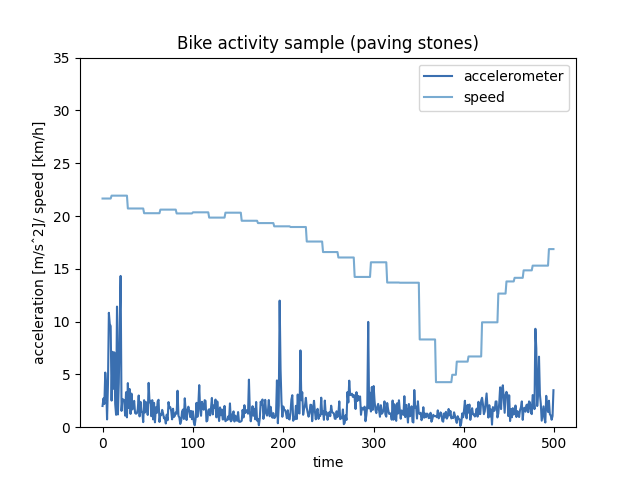 Bike activity sample (paving stones)
accelerometer
speed
acceleration [m/sˆ2]/ speed [km/h]
35
30
25
20
15
10
5
0
0 100 200 300 400 500
time